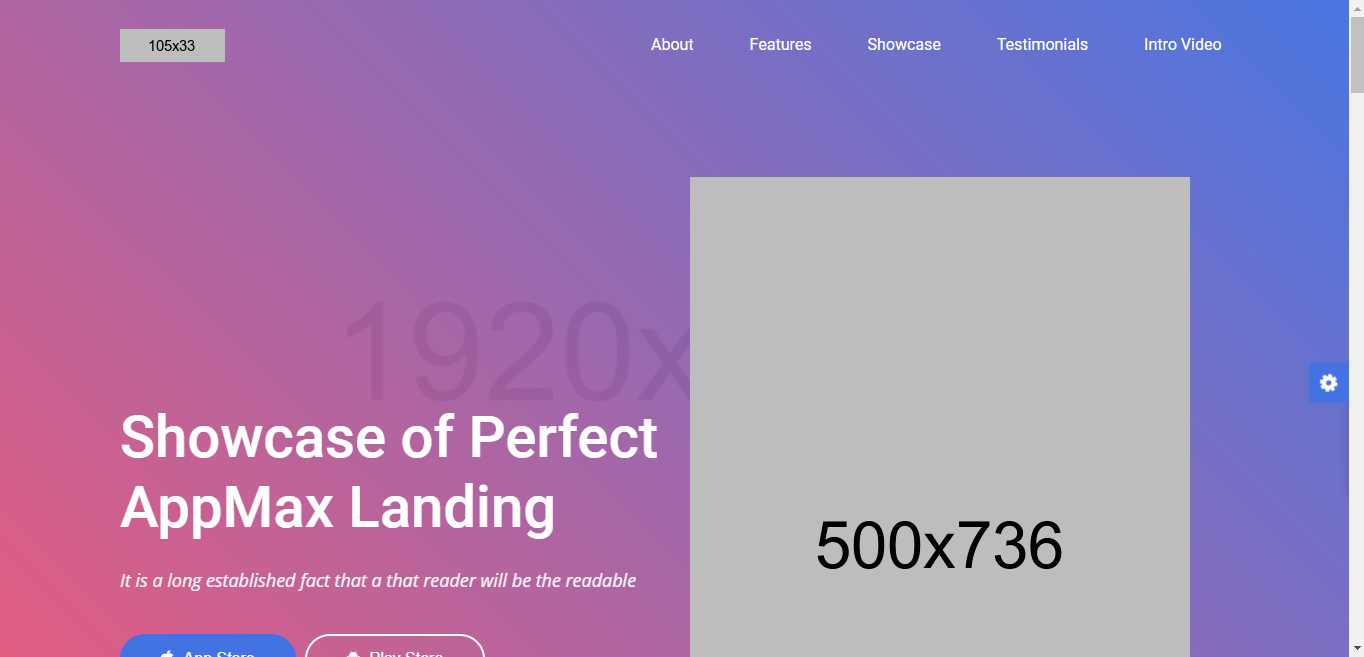 105x33
About
Features
Showcase
Testimonials
Intro Video
1920x
Showcase of Perfect
AppMax Landing
It is a long established fact that a that reader will be the readable
App Store
Play Store
500x736